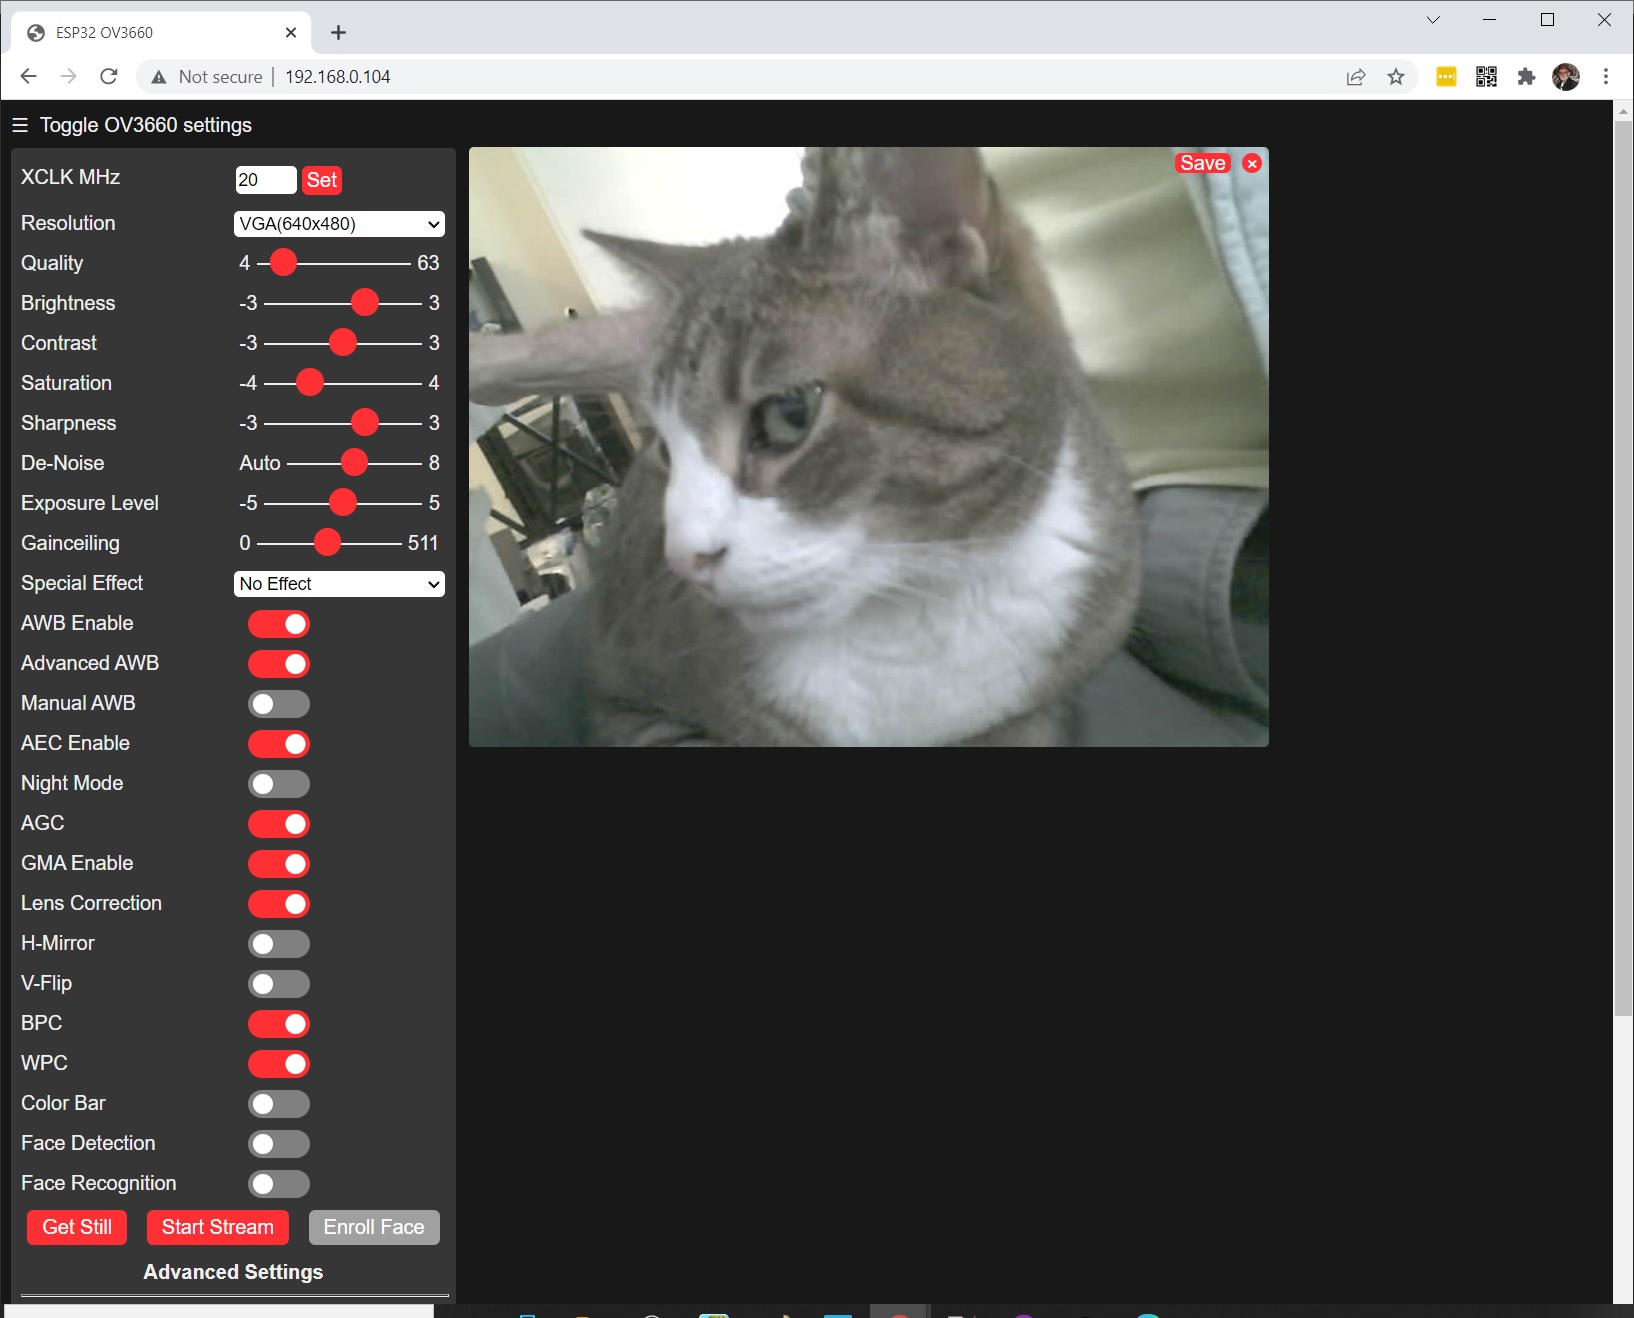 ESP32 OV3660
Not secure 192.168.0.104
☰ Toggle OV3660 settings
XCLK MHz 20 Set
Save
Resolution VGA(640x480)
Quality 4 63
Brightness -3 3
Contrast -3 3
Saturation -4 4
Sharpness -3 3
De-Noise Auto 8
Exposure Level -5 5
Gainceiling 0 511
Special Effect No Effect
AWB Enable
Advanced AWB
Manual AWB
AEC Enable
Night Mode
AGC
GMA Enable
Lens Correction
H-Mirror
V-Flip
BPC
WPC
Color Bar
Face Detection
Face Recognition
Get Still Start Stream Enroll Face
Advanced Settings